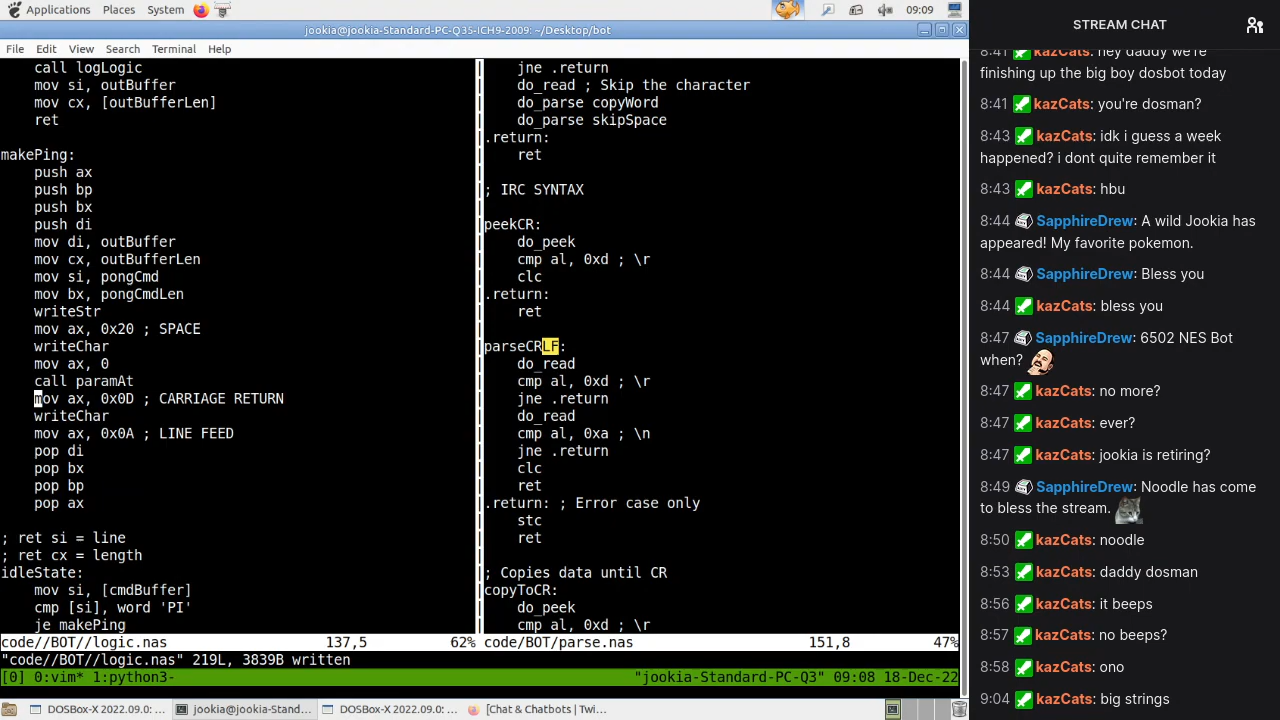 Applications Places System 09:09
jookia@jookia-Standard-PC-Q35-ICH9-2009: ~/Desktop/bot
File Edit View Search Terminal Help
    call logLogic
    mov si, outBuffer
    mov cx, [outBufferLen]
    ret

makePing:
    push ax
    push bp
    push bx
    push di
    mov di, outBuffer
    mov cx, outBufferLen
    mov si, pongCmd
    mov bx, pongCmdLen
    writeStr
    mov ax, 0x20 ; SPACE
    writeChar
    mov ax, 0
    call paramAt
    mov ax, 0x0D ; CARRIAGE RETURN
    writeChar
    mov ax, 0x0A ; LINE FEED
    pop di
    pop bx
    pop bp
    pop ax

; ret si = line
; ret cx = length
idleState:
    mov si, [cmdBuffer]
    cmp [si], word 'PI'
    je makePing
code//BOT//logic.nas 137,5 62%
    jne .return
    do_read ; Skip the character
    do_parse copyWord
    do_parse skipSpace
.return:
    ret

; IRC SYNTAX

peekCR:
    do_peek
    cmp al, 0xd ; \r
    clc
.return:
    ret

parseCRLF:
    do_read
    cmp al, 0xd ; \r
    jne .return
    do_read
    cmp al, 0xa ; \n
    jne .return
    clc
    ret
.return: ; Error case only
    stc
    ret

; Copies data until CR
copyToCR:
    do_peek
    cmp al, 0xd ; \r
code/BOT/parse.nas 151,8 47%
"code//BOT//logic.nas" 219L, 3839B written
[0] 0:vim* 1:python3- "jookia-Standard-PC-Q3" 09:08 18-Dec-22
DOSBox-X 2022.09.0: ... jookia@jookia-Stand... DOSBox-X 2022.09.0: ... [Chat & Chatbots | Twi...
STREAM CHAT
8:41 kazCats: hey daddy we're
finishing up the big boy dosbot today
8:41 kazCats: you're dosman?
8:43 kazCats: idk i guess a week
happened? i dont quite remember it
8:43 kazCats: hbu
8:44 SapphireDrew: A wild Jookia has
appeared! My favorite pokemon.
8:44 SapphireDrew: Bless you
8:44 kazCats: bless you
8:47 SapphireDrew: 6502 NES Bot
when?
8:47 kazCats: no more?
8:47 kazCats: ever?
8:47 kazCats: jookia is retiring?
8:49 SapphireDrew: Noodle has come
to bless the stream.
8:50 kazCats: noodle
8:53 kazCats: daddy dosman
8:56 kazCats: it beeps
8:57 kazCats: no beeps?
8:58 kazCats: ono
9:04 kazCats: big strings